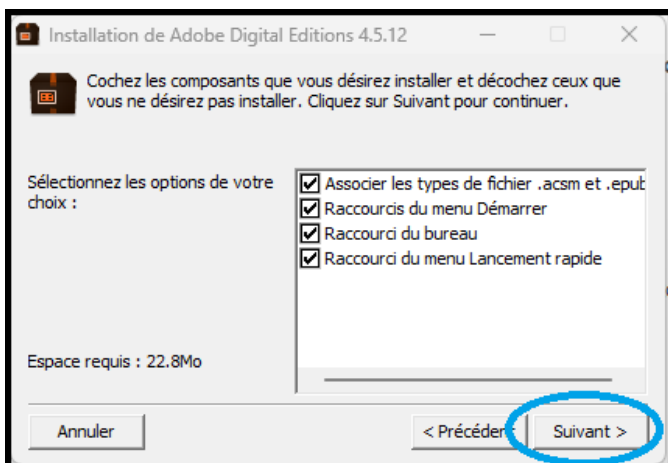 Installation de Adobe Digital Editions 4.5.12
Cochez les composants que vous désirez installer et décochez ceux que
vous ne désirez pas installer. Cliquez sur Suivant pour continuer.
Sélectionnez les options de votre
choix :
Associer les types de fichier .acsm et .epub
Raccourcis du menu Démarrer
Raccourci du bureau
Raccourci du menu Lancement rapide
Espace requis : 22.8Mo
Annuler
< Précédent
Suivant >